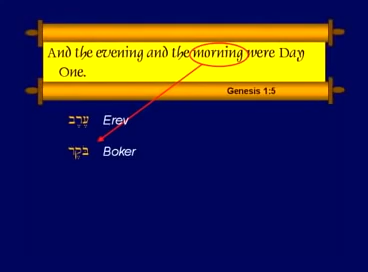 And the evening and the morning were Day
One.
Genesis 1:5
עֶרֶב Erev
בֹּקֶר Boker